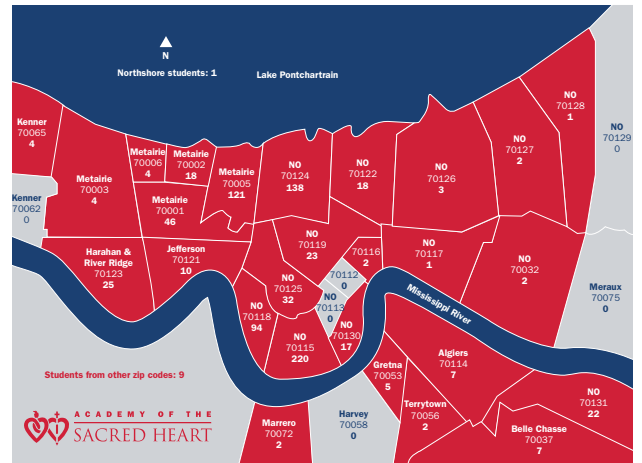 N
Northshore students: 1
Lake Pontchartrain
Kenner
70065
4
Kenner
70062
0
Metairie
70003
4
Metairie
70006
4
Metairie
70002
18
Metairie
70001
46
Metairie
70005
121
NO
70124
138
NO
70122
18
NO
70126
3
NO
70127
2
NO
70128
1
NO
70129
0
Harahan &
River Ridge
70123
25
Jefferson
70121
10
NO
70119
23
70116
2
NO
70117
1
NO
70032
2
Meraux
70075
0
70112
0
NO
70113
0
NO
70125
32
NO
70118
94
NO
70115
220
NO
70130
17
Mississippi River
Gretna
70053
5
Algiers
70114
7
Terrytown
70056
2
NO
70131
22
Belle Chasse
70037
7
Marrero
70072
2
Harvey
70058
0
Students from other zip codes: 9
ACADEMY OF THE
SACRED HEART